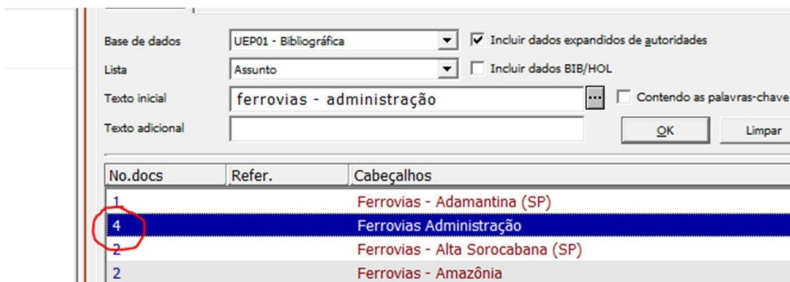 Base de dados UEP01 - Bibliográfica Incluir dados expandidos de autoridades
Lista Assunto Incluir dados BIB/HOL
Texto inicial ferrovias - administração ... Contendo as palavras-chave
Texto adicional OK Limpar
No.docs Refer. Cabeçalhos
1 Ferrovias - Adamantina (SP)
4 Ferrovias Administração
2 Ferrovias - Alta Sorocabana (SP)
2 Ferrovias - Amazônia